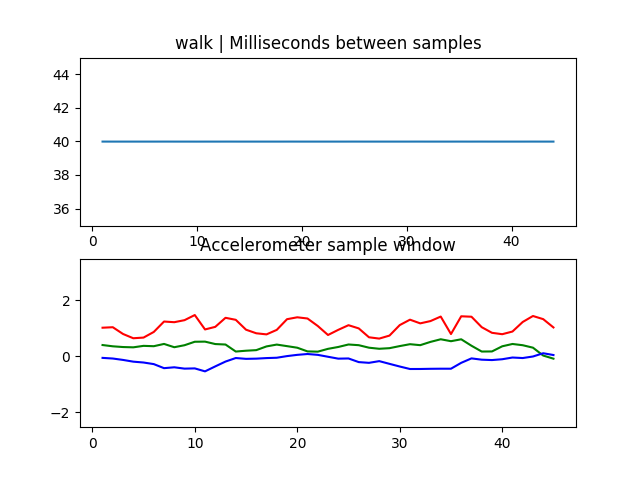 walk | Milliseconds between samples
44
42
40
38
36
0 10 20 30 40
Accelerometer sample window
2
0
−2
0 10 20 30 40